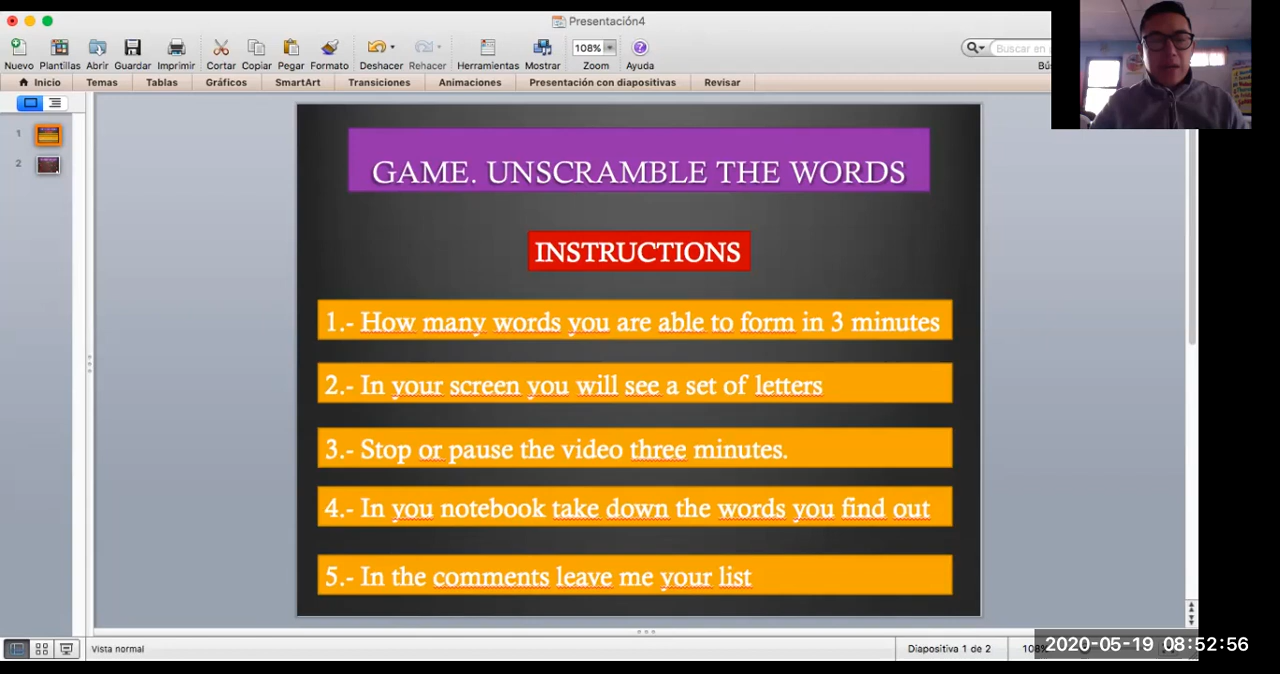 Presentación4
Nuevo Plantillas Abrir Guardar Imprimir Cortar Copiar Pegar Formato Deshacer Rehacer Herramientas Mostrar Zoom Ayuda
108%
Buscar en
Inicio Temas Tablas Gráficos SmartArt Transiciones Animaciones Presentación con diapositivas Revisar
1
2
GAME. UNSCRAMBLE THE WORDS
INSTRUCTIONS
1.- How many words you are able to form in 3 minutes
2.- In your screen you will see a set of letters
3.- Stop or pause the video three minutes.
4.- In you notebook take down the words you find out
5.- In the comments leave me your list
Vista normal
Diapositiva 1 de 2
2020-05-19 08:52:56